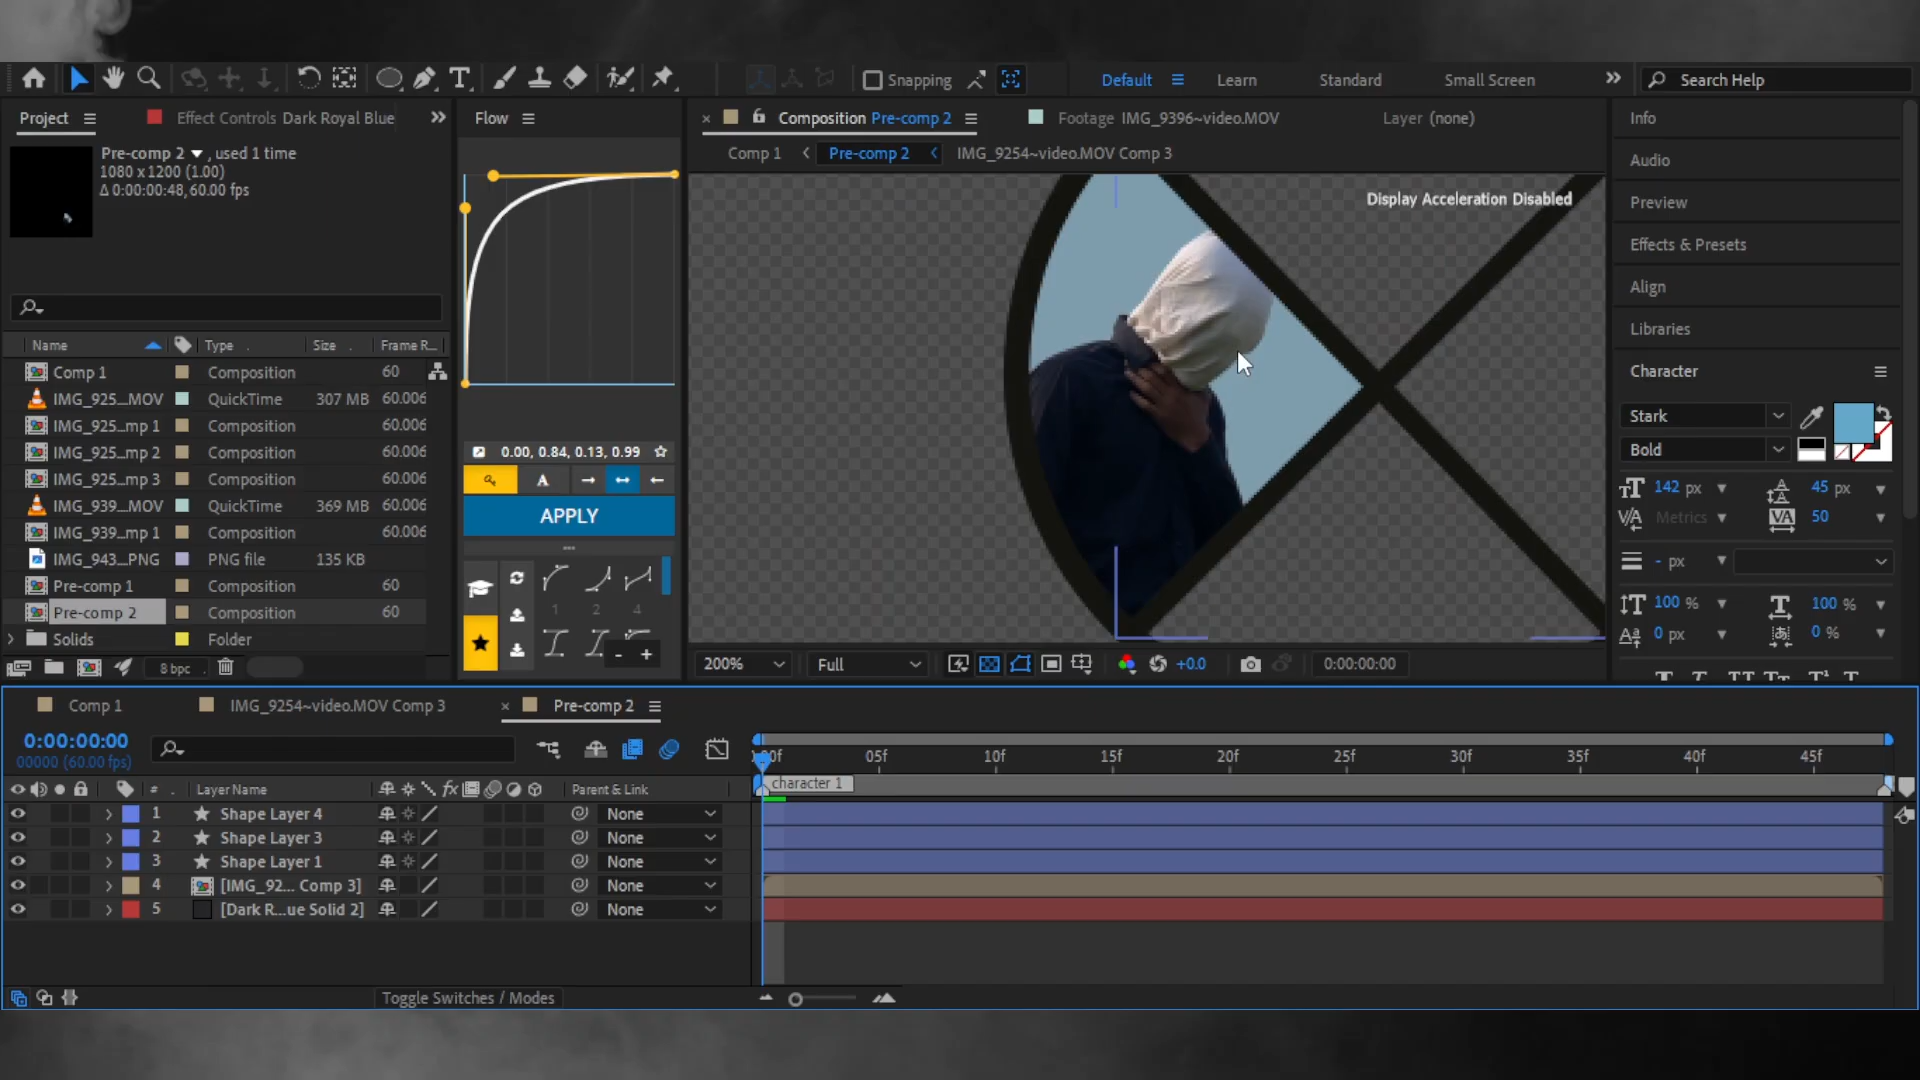 Snapping
Default
Learn
Standard
Small Screen
Search Help
Project
Effect Controls Dark Royal Blue
Flow
Composition Pre-comp 2
Footage IMG_9396~video.MOV
Layer (none)
Info
Pre-comp 2 , used 1 time
1080 x 1200 (1.00)
Δ 0:00:00:48, 60.00 fps
Comp 1
Pre-comp 2
IMG_9254~video.MOV Comp 3
Audio
Display Acceleration Disabled
Preview
Effects & Presets
Align
Libraries
Name
Type
Size
Frame R...
Character
Comp 1 Composition 60
IMG_925....MOV QuickTime 307 MB 60.006
IMG_925...mp 1 Composition 60.006
IMG_925...mp 2 Composition 60.006
IMG_925...mp 3 Composition 60.006
IMG_939....MOV QuickTime 369 MB 60.006
IMG_939...mp 1 Composition 60.006
IMG_943....PNG PNG file 135 KB
Pre-comp 1 Composition 60
Pre-comp 2 Composition 60
Solids Folder
8 bpc
0.00, 0.84, 0.13, 0.99
A
APPLY
1 2 4
- +
Stark
Bold
142 px
45 px
Metrics
50
- px
100 %
100 %
0 px
0 %
200%
Full
+0.0
0:00:00:00
Comp 1
IMG_9254~video.MOV Comp 3
Pre-comp 2
0:00:00:00
00000 (60.00 fps)
:00f 05f 10f 15f 20f 25f 30f 35f 40f 45f
character 1
# Layer Name
Parent & Link
1 Shape Layer 4 None
2 Shape Layer 3 None
3 Shape Layer 1 None
4 [IMG_92... Comp 3] None
5 [Dark R...ue Solid 2] None
Toggle Switches / Modes